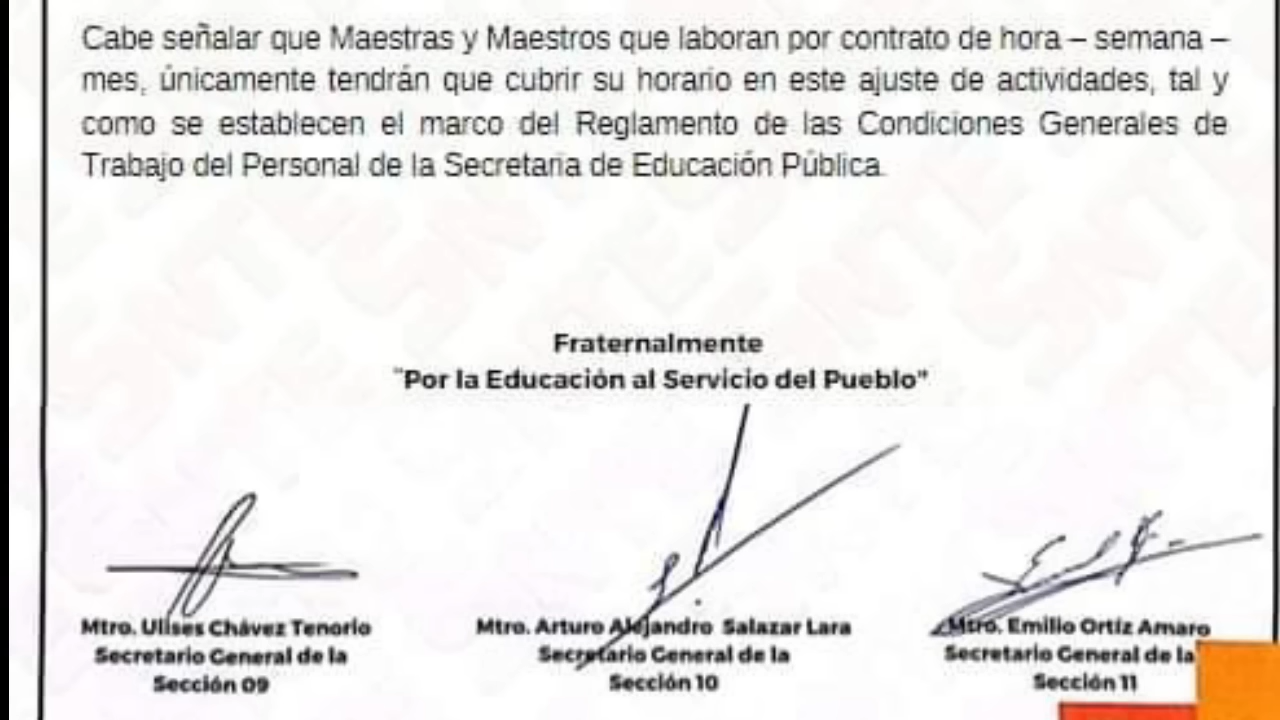 Cabe señalar que Maestras y Maestros que laboran por contrato de hora – semana –
mes, únicamente tendrán que cubrir su horario en este ajuste de actividades, tal y
como se establecen el marco del Reglamento de las Condiciones Generales de
Trabajo del Personal de la Secretaria de Educación Pública.
Fraternalmente
¨Por la Educación al Servicio del Pueblo"
Mtro. Ulises Chávez Tenorio
Secretario General de la
Sección 09
Mtro. Arturo Alejandro Salazar Lara
Secretario General de la
Sección 10
Mtro. Emilio Ortiz Amaro
Secretario General de la
Sección 11